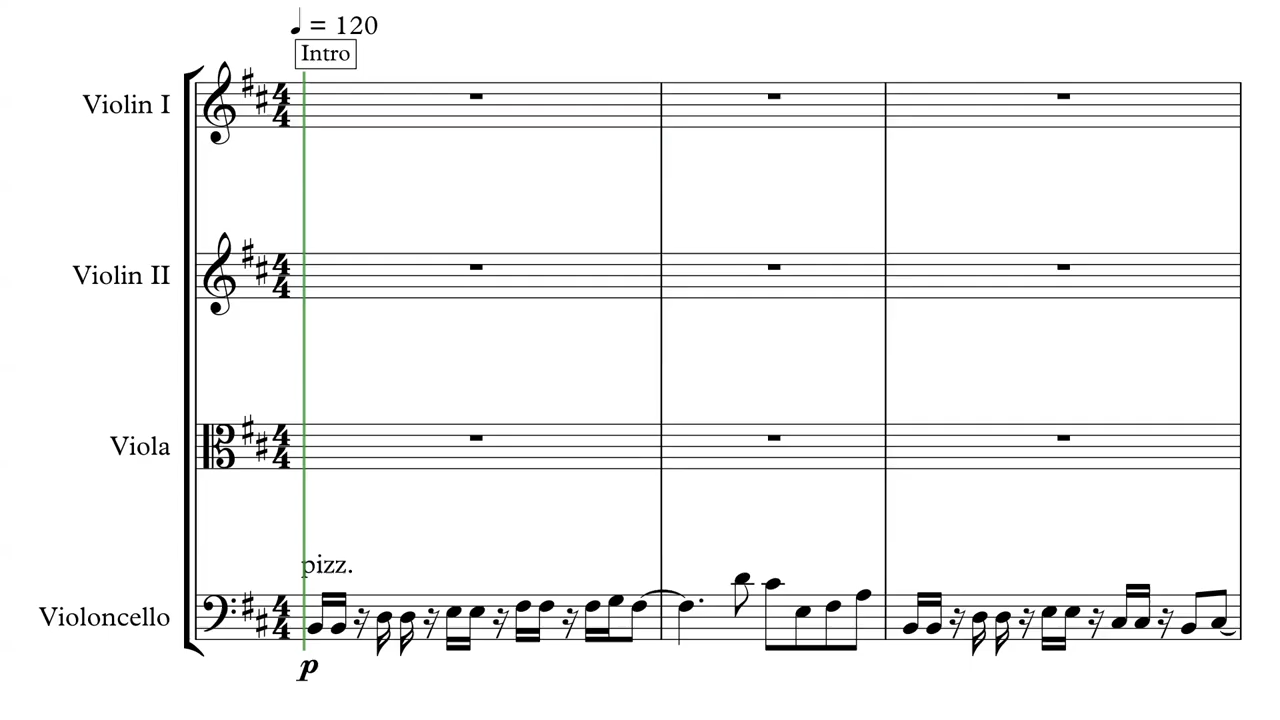 ♩ = 120
Intro
Violin I
Violin II
Viola
pizz.
Violoncello
p